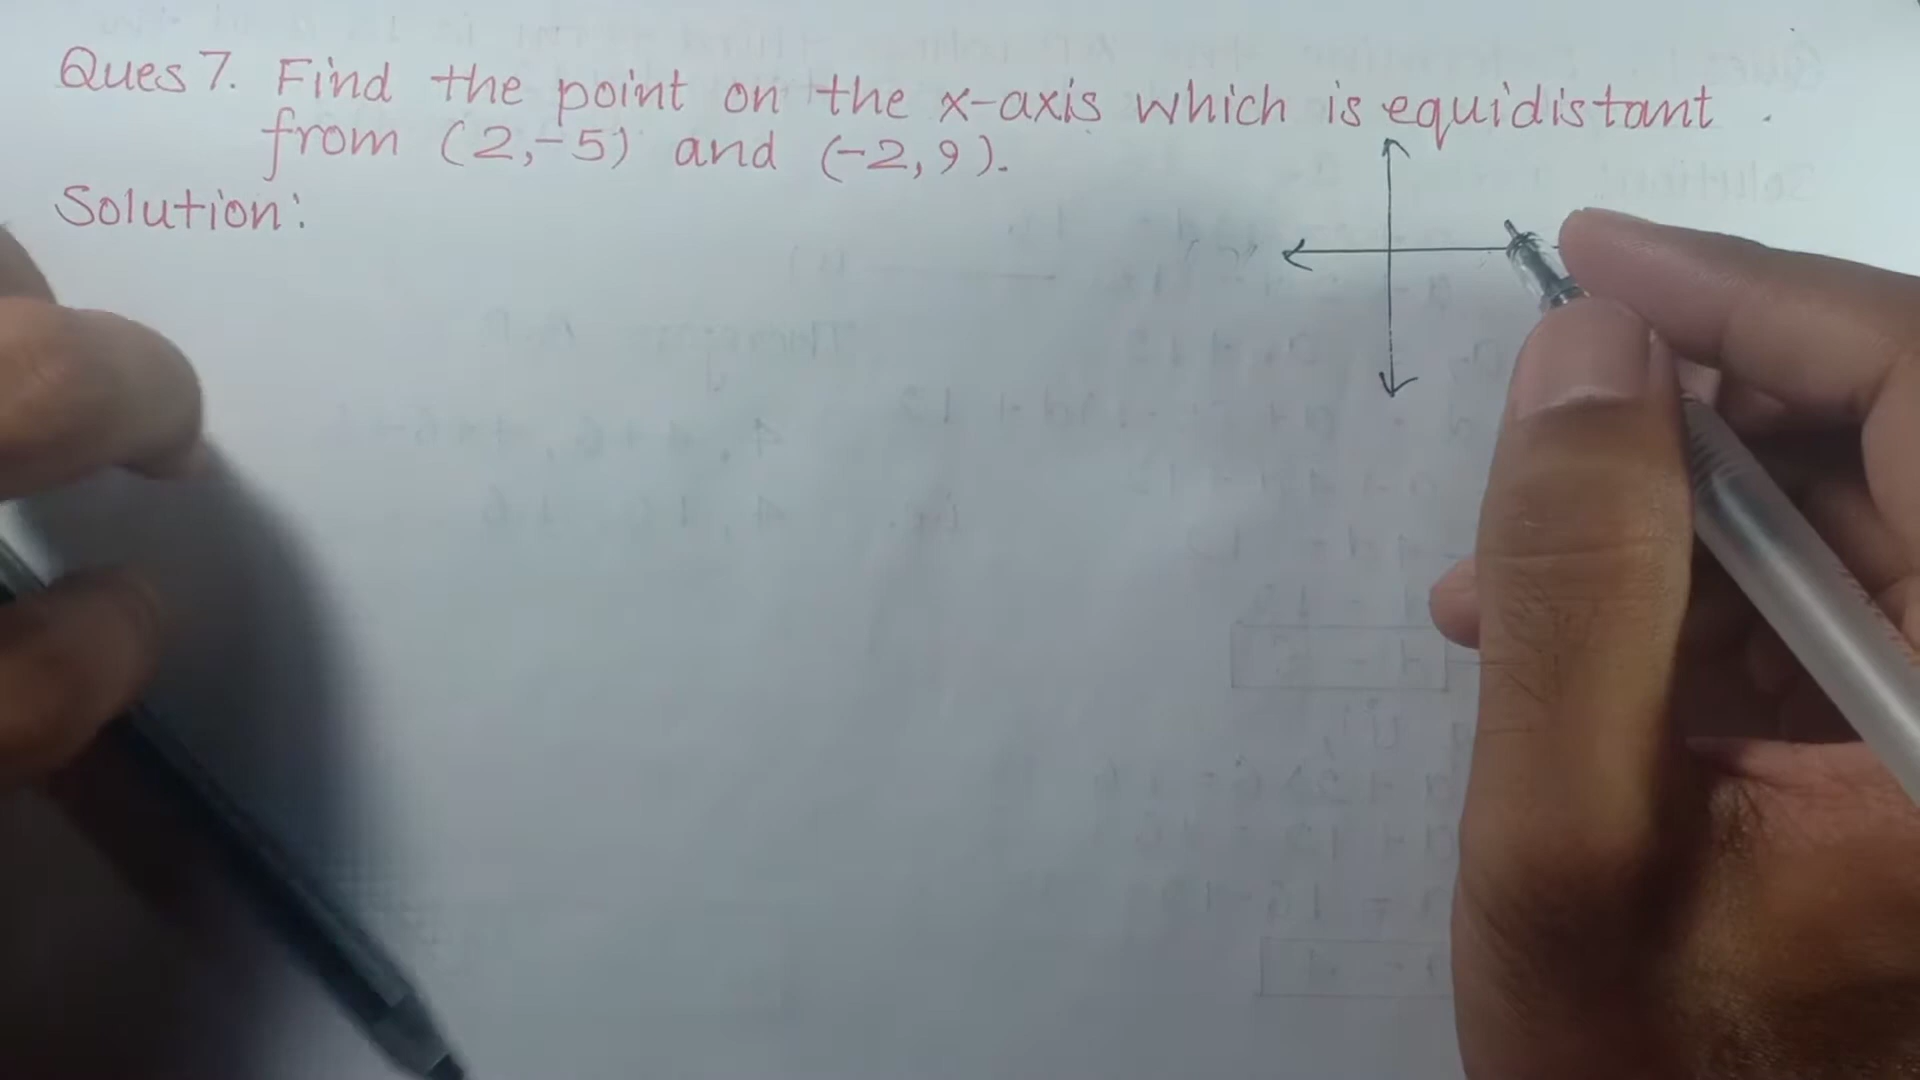 Ques 7. Find the point on the x-axis which is equidistant
from (2,-5) and (-2,9).
Solution: